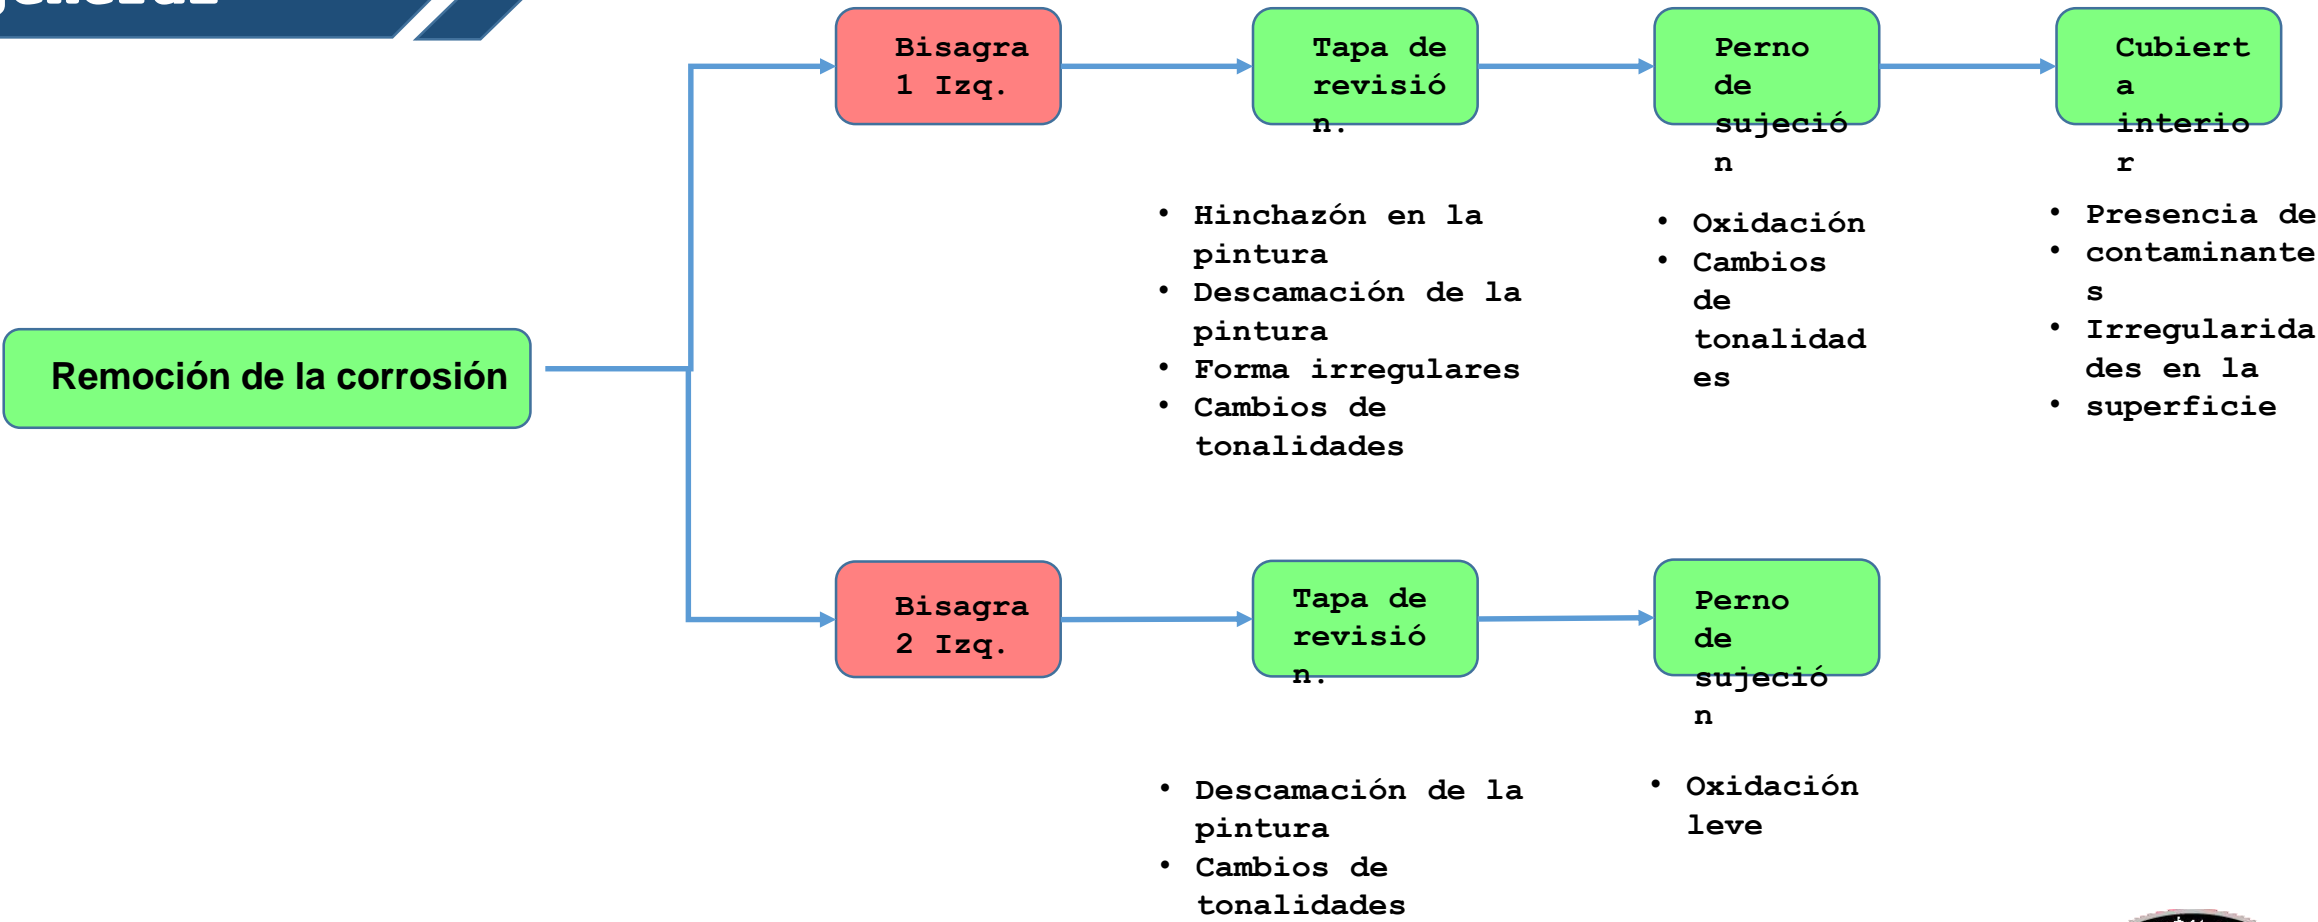 general
Bisagra
1 Izq.
Tapa de
revisió
n.
Perno
de
sujeció
n
Cubiert
a
interio
r
• Hinchazón en la
pintura
• Descamación de la
pintura
• Forma irregulares
• Cambios de
tonalidades
• Oxidación
• Cambios
de
tonalidad
es
• Presencia de
• contaminante
s
• Irregularida
des en la
• superficie
Remoción de la corrosión
Bisagra
2 Izq.
Tapa de
revisió
n.
Perno
de
sujeció
n
• Descamación de la
pintura
• Cambios de
tonalidades
• Oxidación
leve